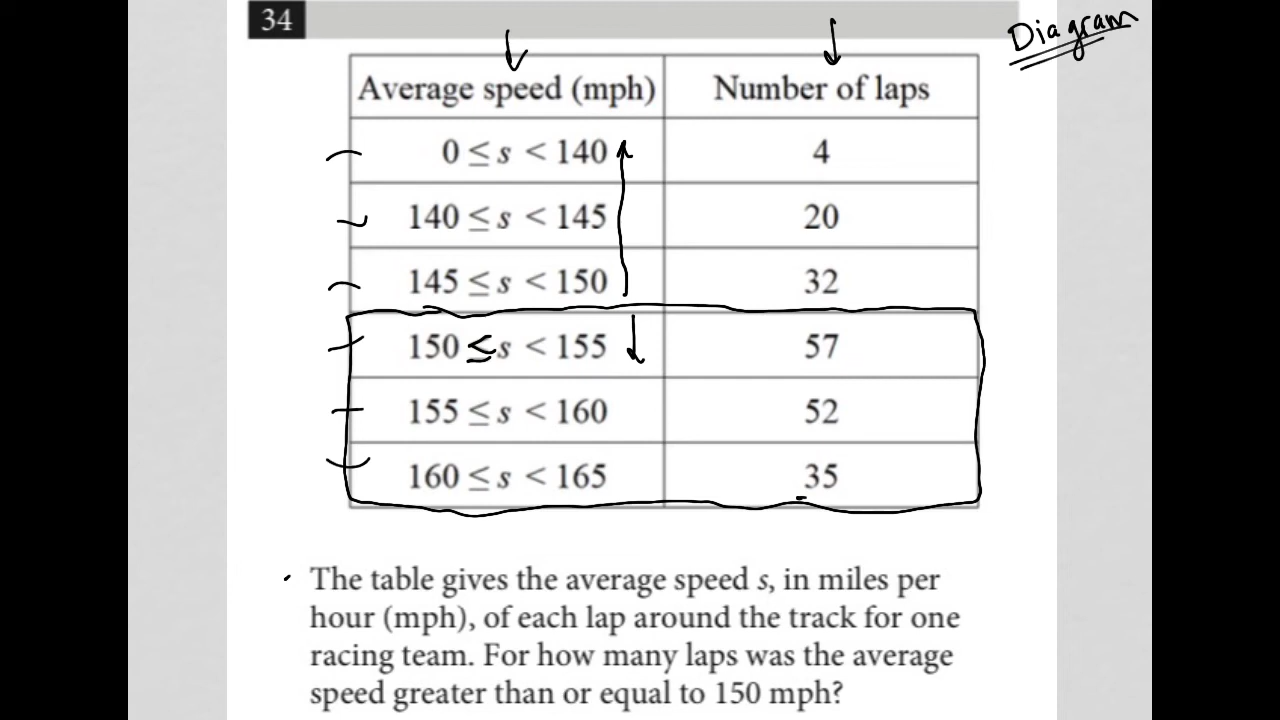 34
Diagram
Average speed (mph) Number of laps
0 ≤ s < 140 4
140 ≤ s < 145 20
145 ≤ s < 150 32
150 ≤ s < 155 57
155 ≤ s < 160 52
160 ≤ s < 165 35
The table gives the average speed s, in miles per
hour (mph), of each lap around the track for one
racing team. For how many laps was the average
speed greater than or equal to 150 mph?